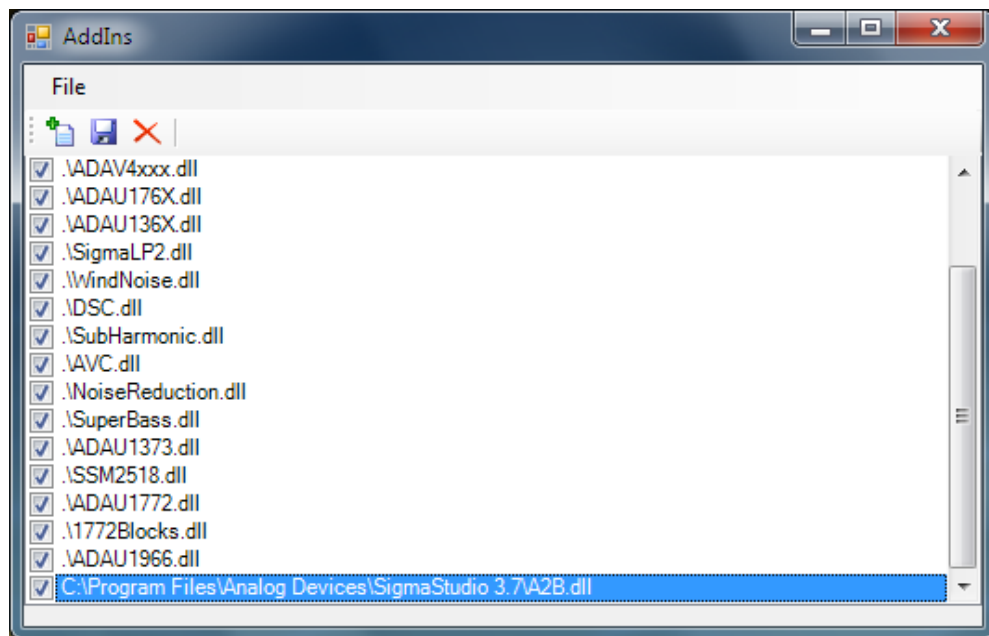 AddIns
File
.\ADAV4xxx.dll
.\ADAU176X.dll
.\ADAU136X.dll
.\SigmaLP2.dll
.\WindNoise.dll
.\DSC.dll
.\SubHarmonic.dll
.\AVC.dll
.\NoiseReduction.dll
.\SuperBass.dll
.\ADAU1373.dll
.\SSM2518.dll
.\ADAU1772.dll
.\1772Blocks.dll
.\ADAU1966.dll
C:\Program Files\Analog Devices\SigmaStudio 3.7\A2B.dll